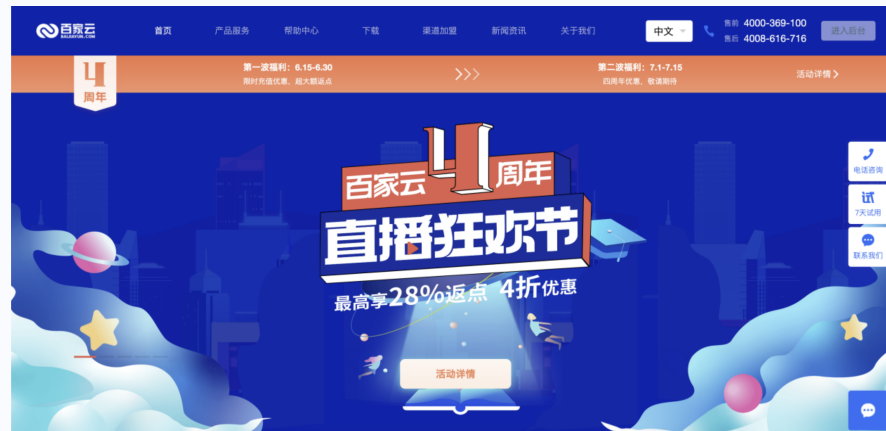 百家云
BAIJIAYUN.COM
首页
产品服务
帮助中心
下载
渠道加盟
新闻资讯
关于我们
中文
售前 4000-369-100
售后 4008-616-716
进入后台
4
周年
第一波福利：6.15-6.30
限时充值优惠，超大额返点
第二波福利：7.1-7.15
四周年优惠，敬请期待
活动详情
百家云4周年
直播狂欢节
最高享28%返点 4折优惠
活动详情
电话咨询
试
7天试用
联系我们